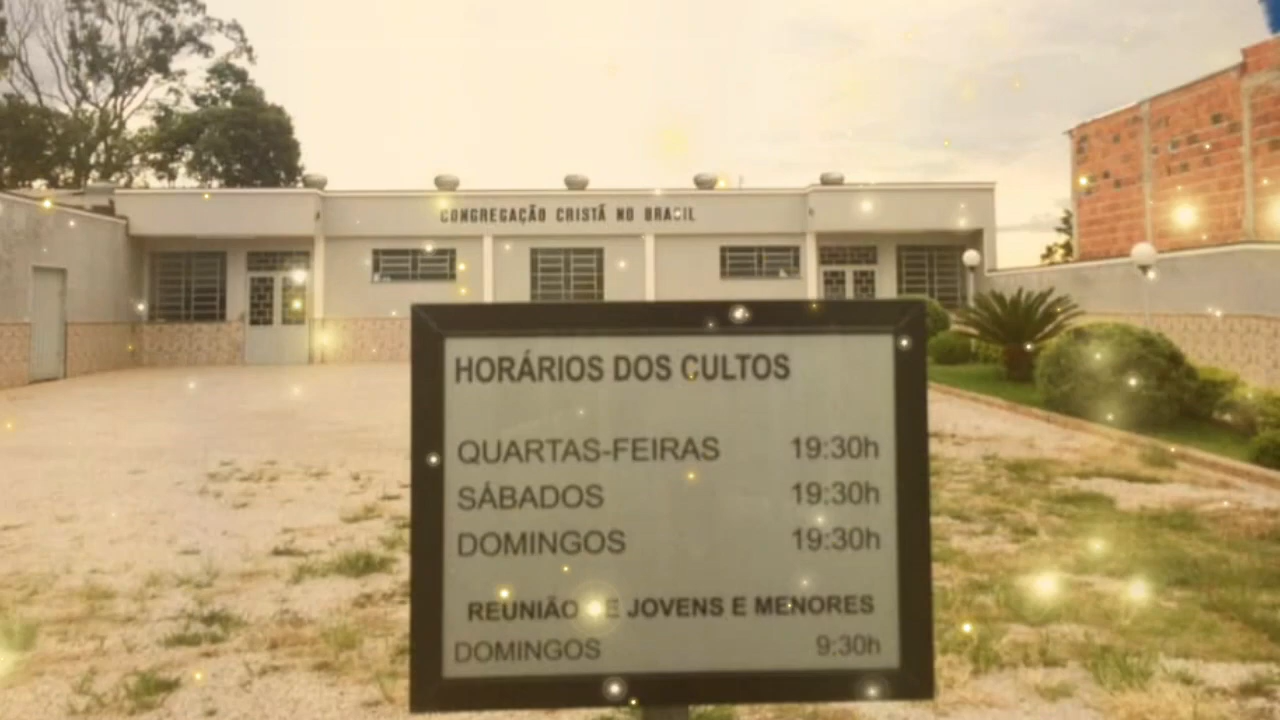 CONGREGAÇÃO CRISTÃ NO BRASIL
HORÁRIOS DOS CULTOS
QUARTAS-FEIRAS 19:30h
SÁBADOS 19:30h
DOMINGOS 19:30h
REUNIÃO DE JOVENS E MENORES
DOMINGOS 9:30h